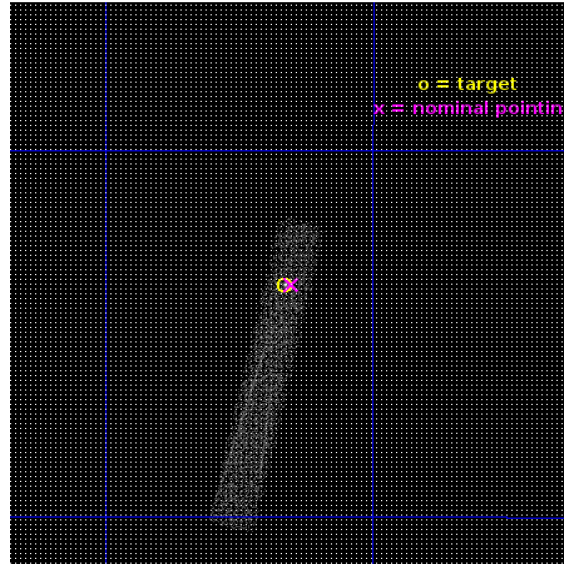 o = target
x = nominal pointin